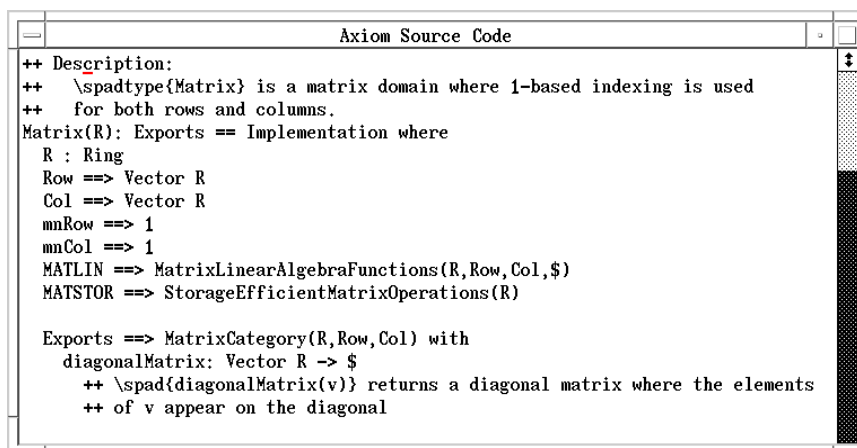 Axiom Source Code
++ Description:
++   \spadtype{Matrix} is a matrix domain where 1-based indexing is used
++   for both rows and columns.
Matrix(R): Exports == Implementation where
  R : Ring
  Row ==> Vector R
  Col ==> Vector R
  mnRow ==> 1
  mnCol ==> 1
  MATLIN ==> MatrixLinearAlgebraFunctions(R,Row,Col,$)
  MATSTOR ==> StorageEfficientMatrixOperations(R)

  Exports ==> MatrixCategory(R,Row,Col) with
    diagonalMatrix: Vector R -> $
      ++ \spad{diagonalMatrix(v)} returns a diagonal matrix where the elements
      ++ of v appear on the diagonal